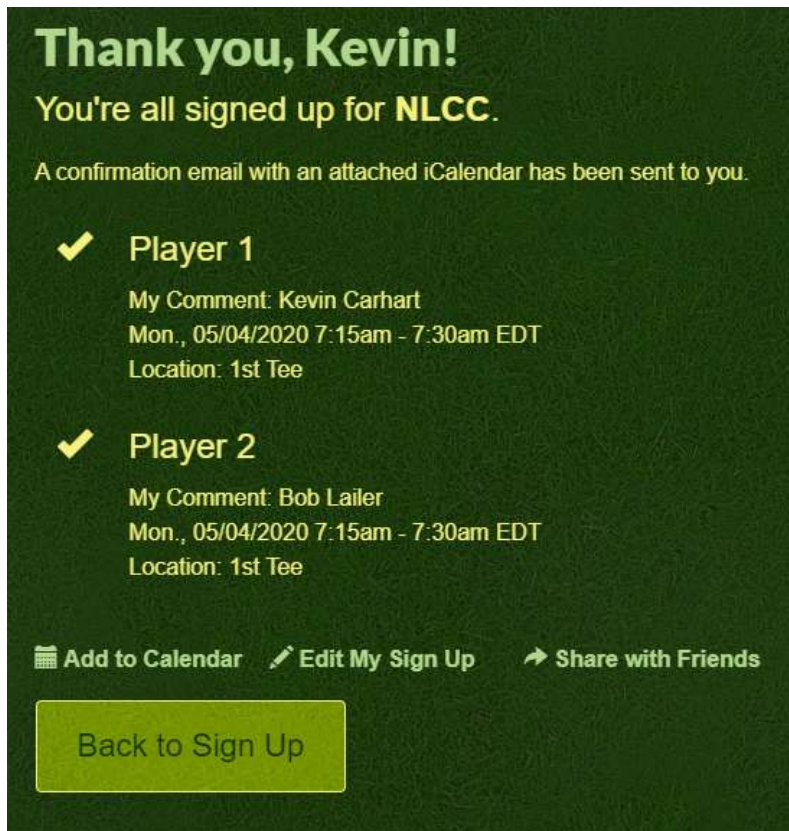 Thank you, Kevin!
You're all signed up for NLCC.
A confirmation email with an attached iCalendar has been sent to you.
Player 1
My Comment: Kevin Carhart
Mon., 05/04/2020 7:15am - 7:30am EDT
Location: 1st Tee
Player 2
My Comment: Bob Lailer
Mon., 05/04/2020 7:15am - 7:30am EDT
Location: 1st Tee
Add to Calendar Edit My Sign Up Share with Friends
Back to Sign Up